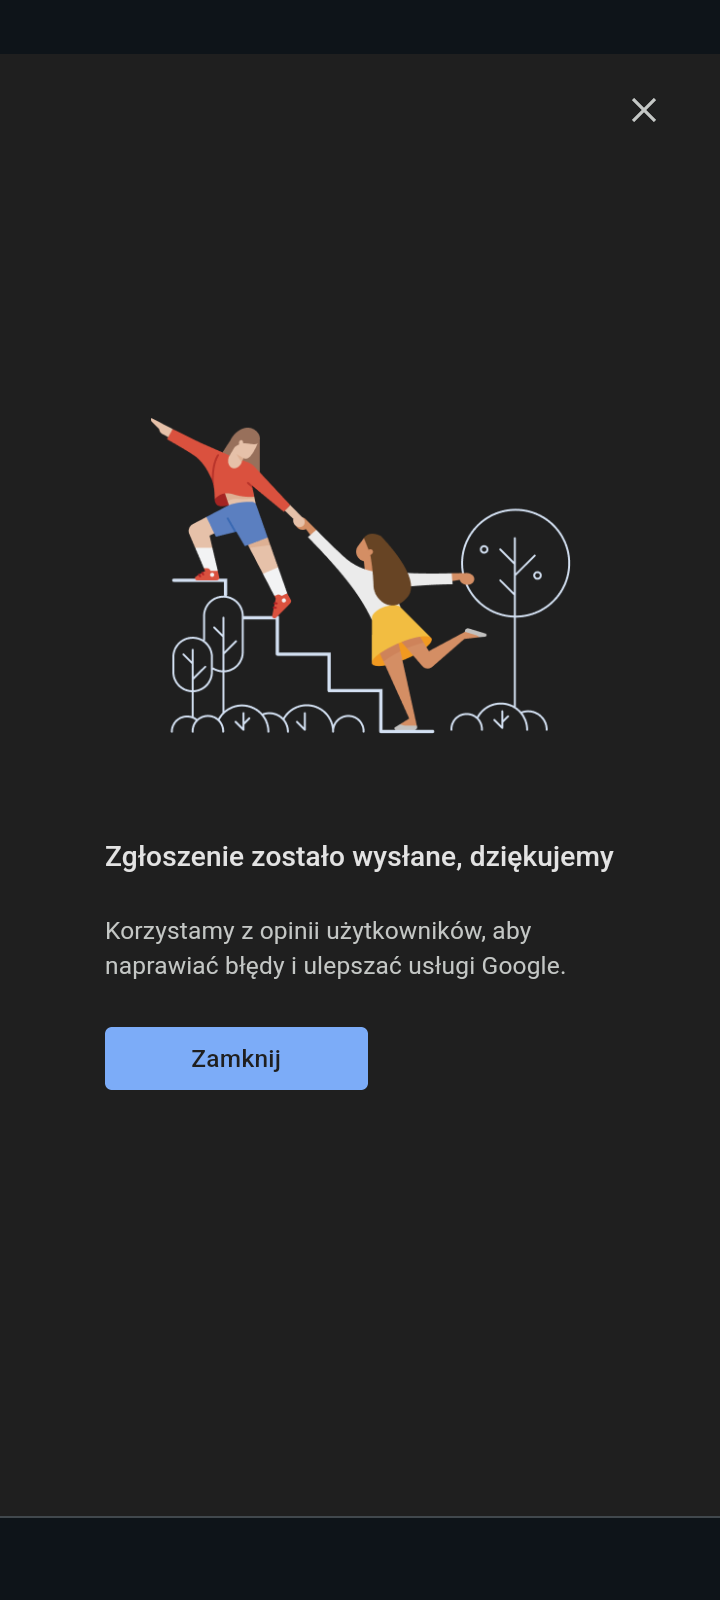 Zgłoszenie zostało wysłane, dziękujemy
Korzystamy z opinii użytkowników, aby
naprawiać błędy i ulepszać usługi Google.
Zamknij